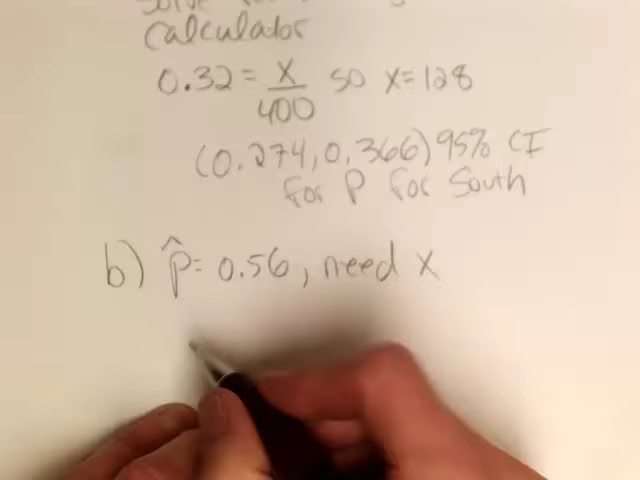 calculator
0.32 = x/400 so x = 128
(0.274, 0.366) 95% CI
for P for South
b) p̂ = 0.56, need x